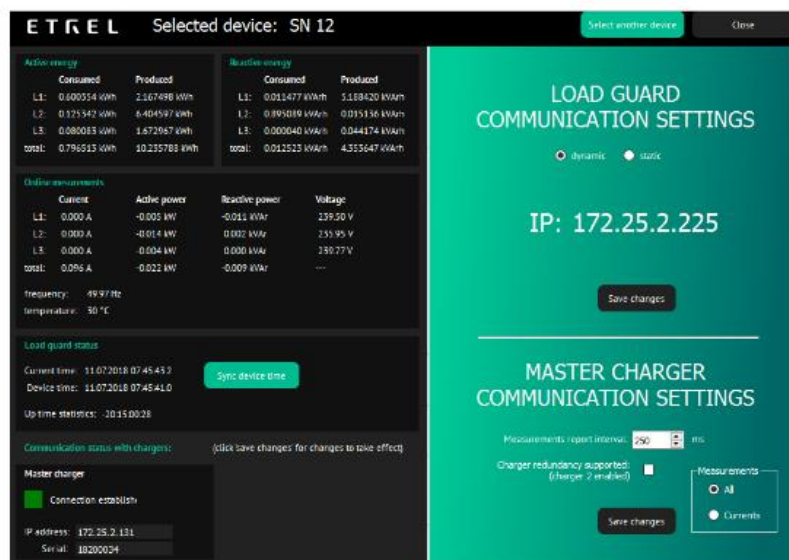 ETREL
Selected device: SN 12
Select another device
Close
Active energy
Consumed Produced
L1: 0.600554 kWh 2.167498 kWh
L2: 0.125342 kWh 6.404597 kWh
L3: 0.080083 kWh 1.672967 kWh
total: 0.796513 kWh 10.235788 kWh
Reactive energy
Consumed Produced
L1: 0.011477 kVArh 5.188420 kVArh
L2: 0.895089 kVArh 0.015136 kVArh
L3: 0.000040 kVArh 0.044174 kVArh
total: 0.012523 kVArh 4.353647 kVArh
Online mesurements
Current Active power Reactive power Voltage
L1: 0.000 A -0.005 kW -0.011 kVAr 239.50 V
L2: 0.000 A -0.014 kW 0.002 kVAr 235.95 V
L3: 0.000 A -0.004 kW 0.000 kVAr 239.77 V
total: 0.096 A -0.022 kW -0.009 kVAr ---
frequency: 49.97 Hz
temperature: 30 °C
Load guard status
Current time: 11.07.2018 07:45:43.2
Device time: 11.07.2018 07:45:41.0
Sync device time
Up time statistics: -20:15:00:28
Communication status with chargers: (click 'save changes' for changes to take effect)
Master charger
Connection establish
IP address: 172.25.2.131
Serial: 18200034
LOAD GUARD
COMMUNICATION SETTINGS
dynamic static
IP: 172.25.2.225
Save changes
MASTER CHARGER
COMMUNICATION SETTINGS
Measurements report interval: 250 ms
Charger redundancy supported:
(charger 2 enabled)
Measurements
All
Currents
Save changes